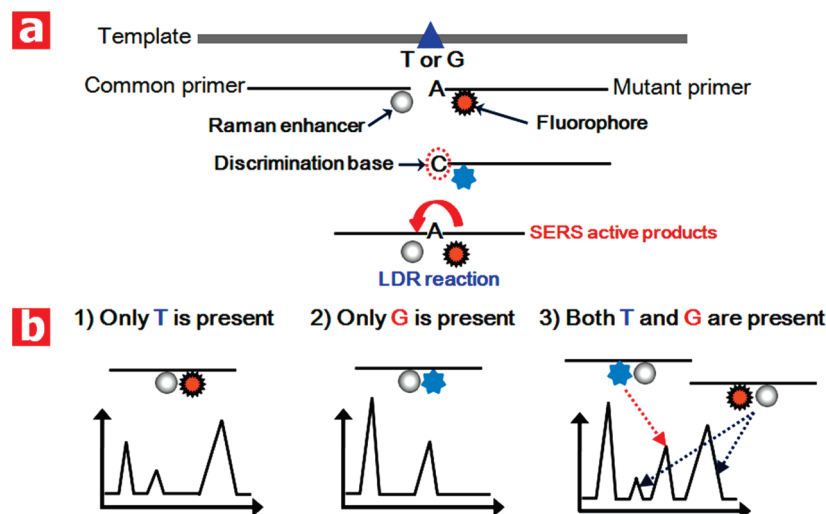 a
Template
T or G
Common primer
A
Mutant primer
Raman enhancer
Fluorophore
Discrimination base
C
A
SERS active products
LDR reaction
b
1) Only T is present
2) Only G is present
3) Both T and G are present